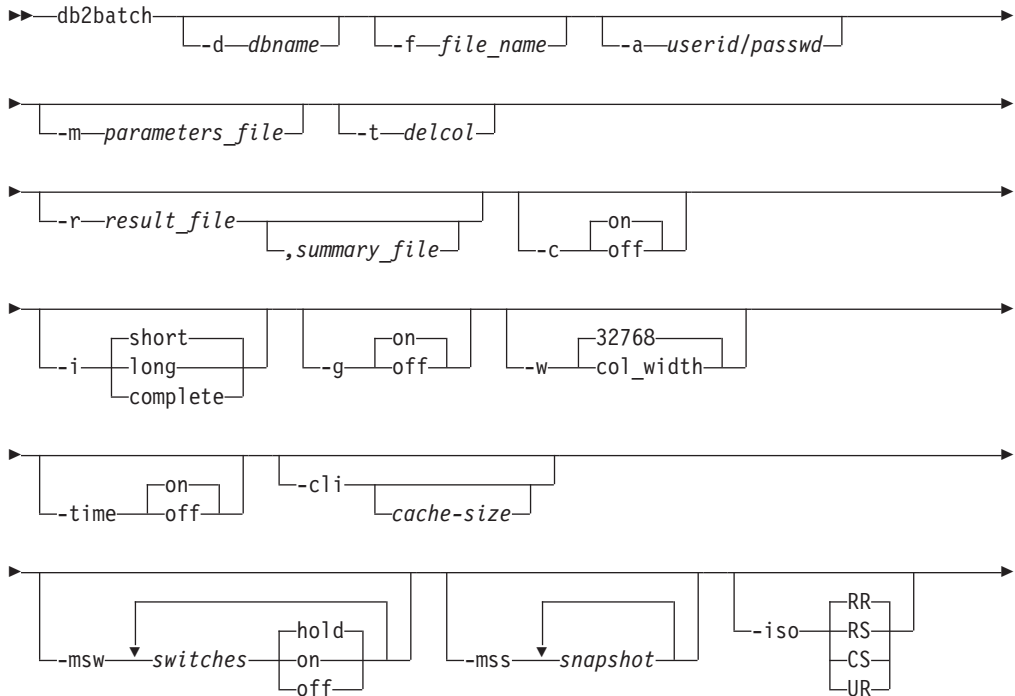 db2batch
-d dbname -f file_name -a userid/passwd
-m parameters_file -t delcol
-r result_file ,summary_file -c on off
-i short long complete -g on off -w 32768 col_width
-time on off -cli cache-size
-msw switches hold on off -mss snapshot -iso RR RS CS UR